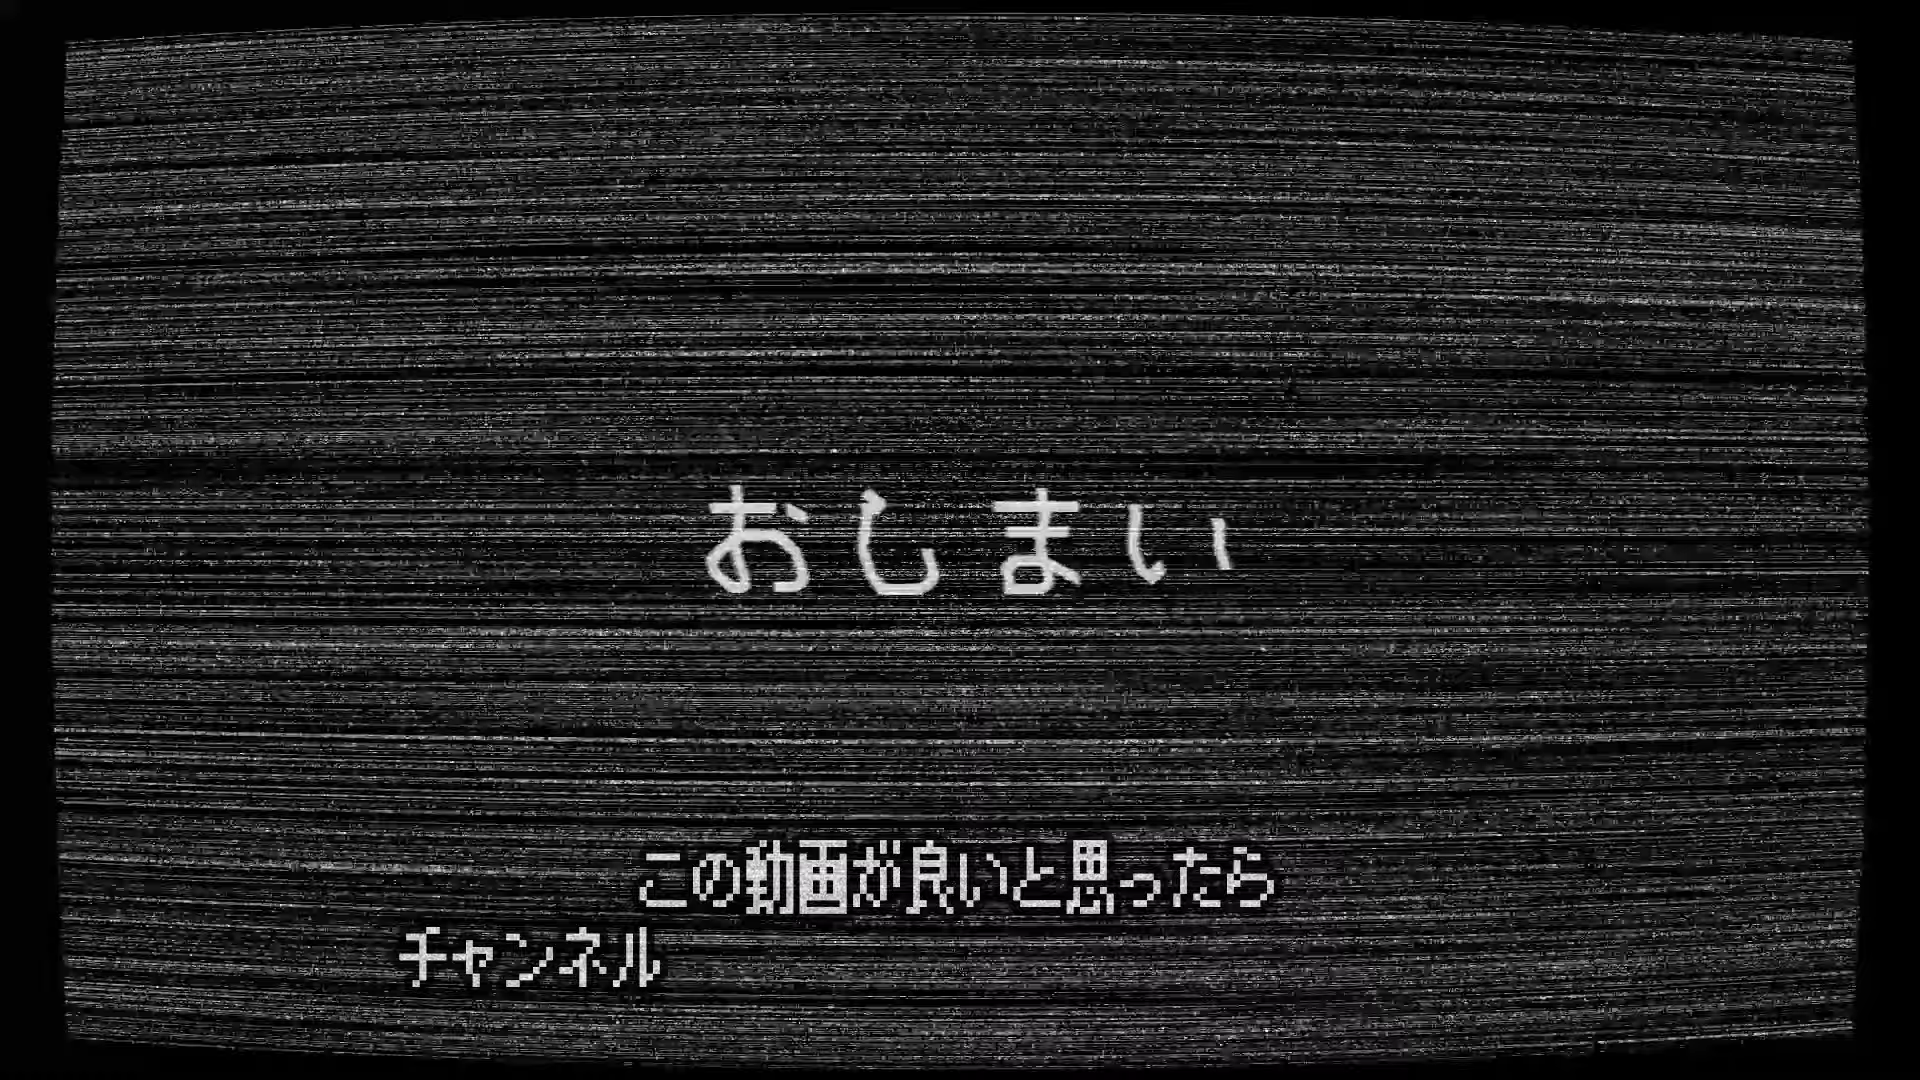 おしまい
この動画が良いと思ったら
チャンネル